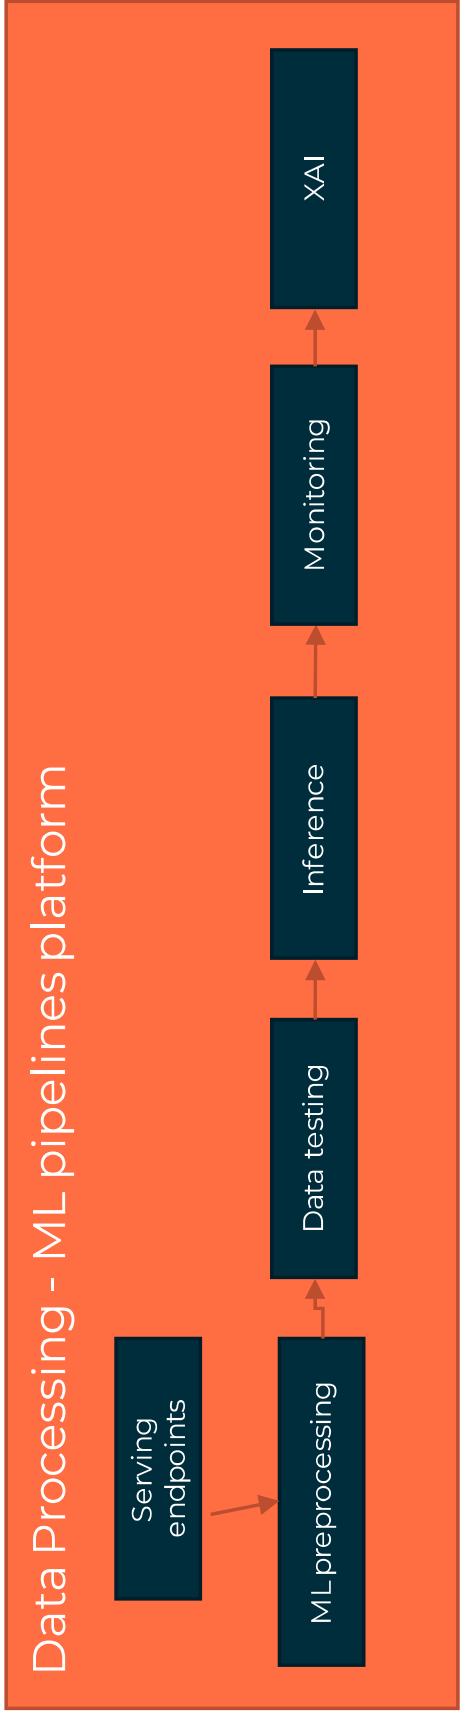 Data Processing - ML pipelines platform
Serving
endpoints
ML preprocessing
Data testing
Inference
Monitoring
XAI